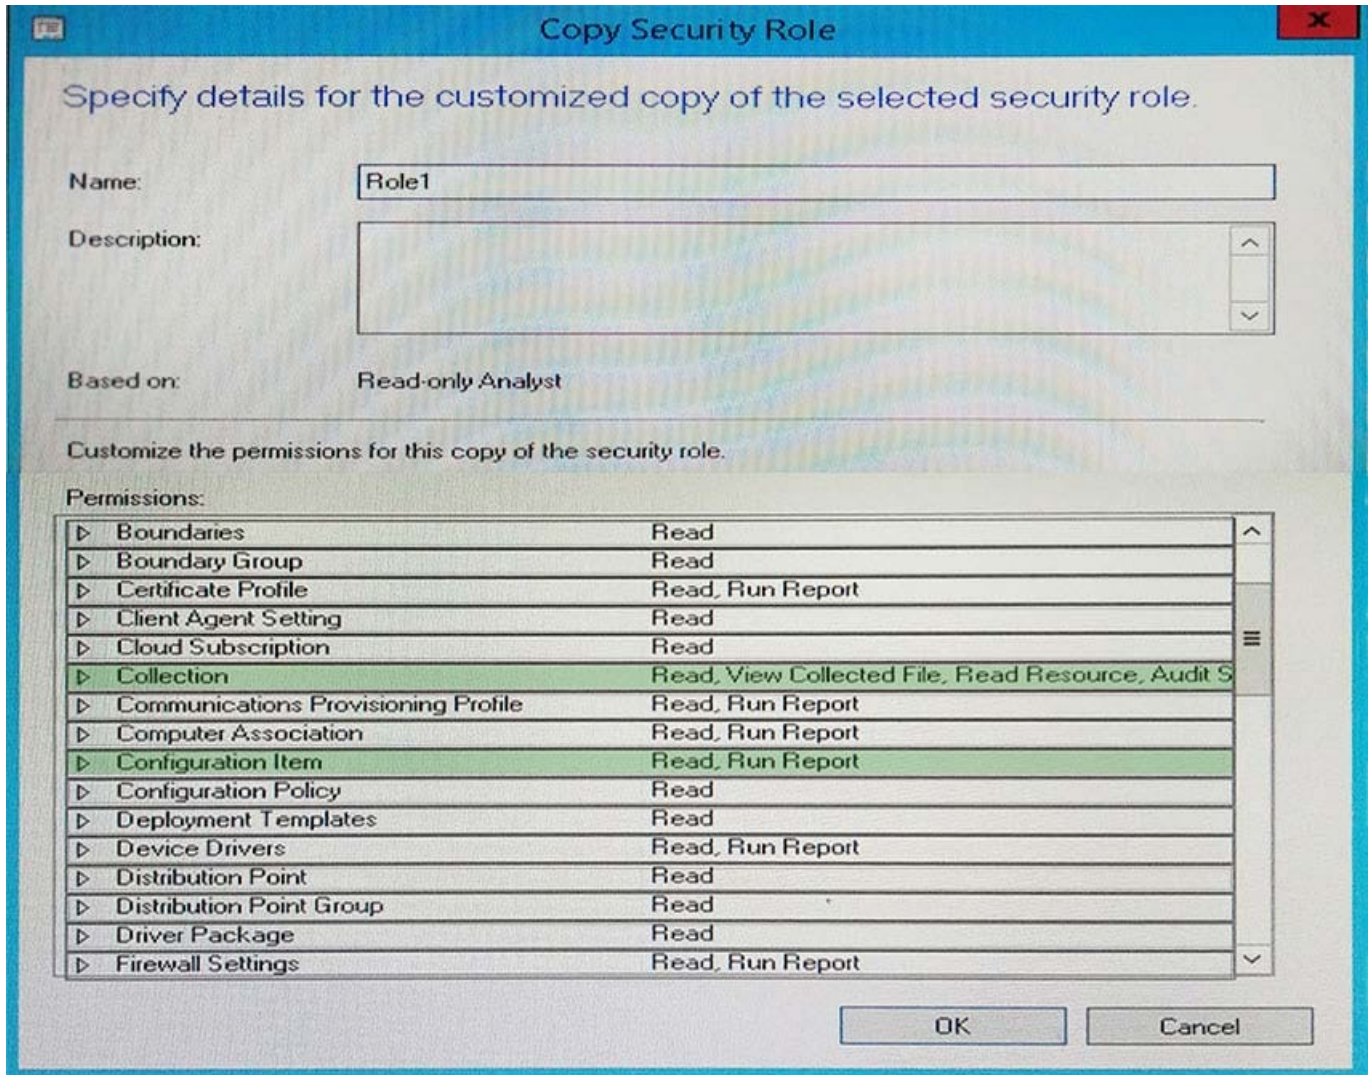 Copy Security Role
X
Specify details for the customized copy of the selected security role.
Name: Role1
Description:
Based on: Read-only Analyst
Customize the permissions for this copy of the security role.
Permissions:
Boundaries Read
Boundary Group Read
Certificate Profile Read, Run Report
Client Agent Setting Read
Cloud Subscription Read
Collection Read, View Collected File, Read Resource, Audit S
Communications Provisioning Profile Read, Run Report
Computer Association Read, Run Report
Configuration Item Read, Run Report
Configuration Policy Read
Deployment Templates Read
Device Drivers Read, Run Report
Distribution Point Read
Distribution Point Group Read
Driver Package Read
Firewall Settings Read, Run Report
OK Cancel